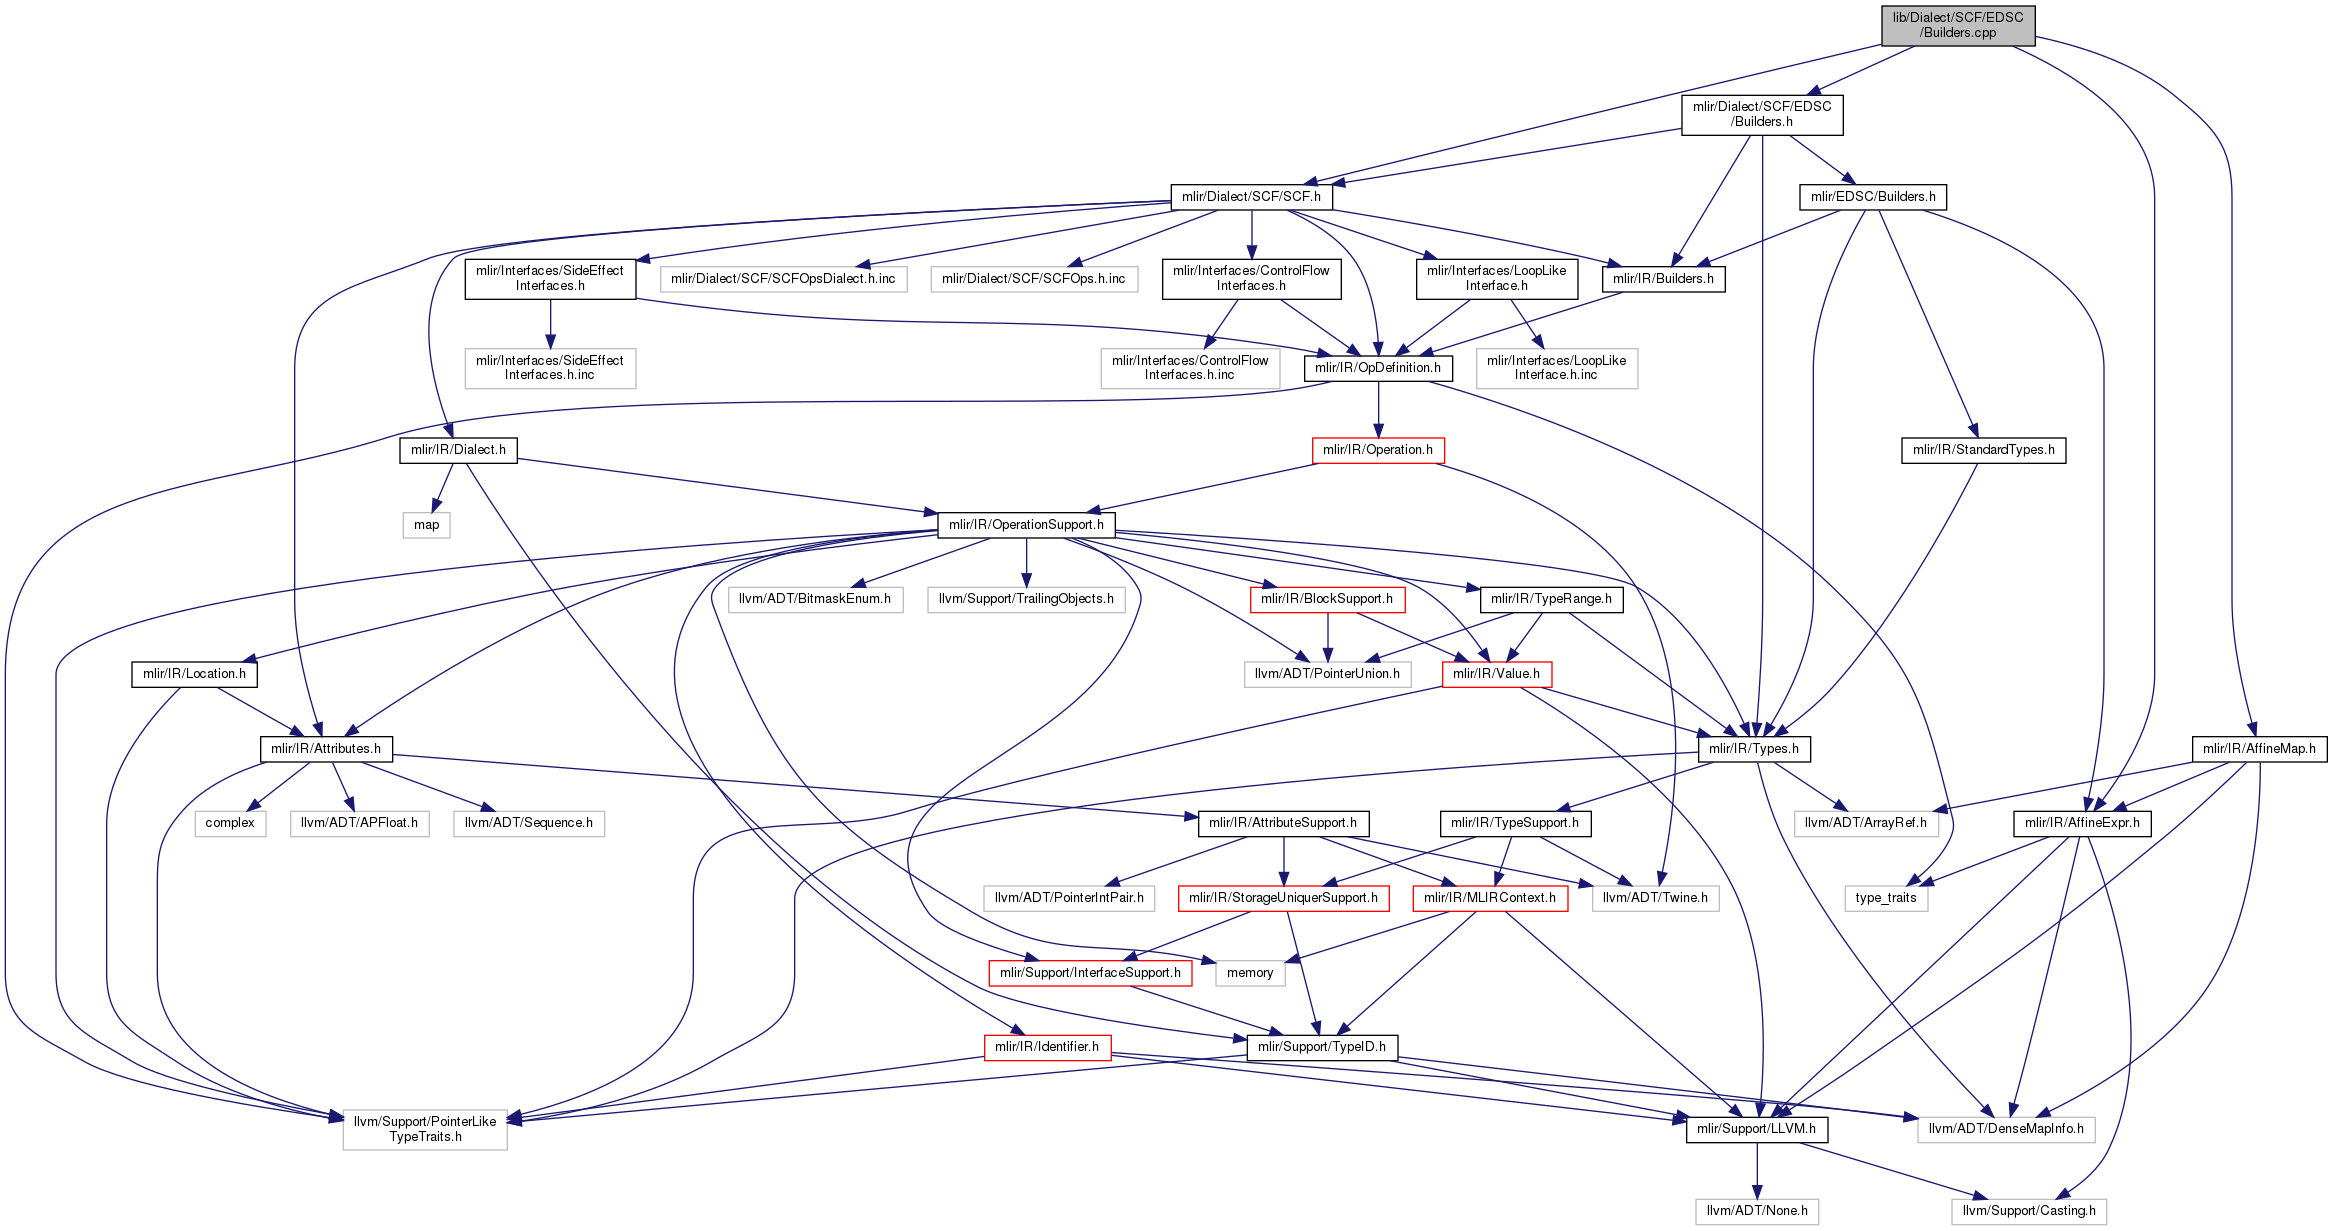 lib/Dialect/SCF/EDSC
/Builders.cpp
mlir/Dialect/SCF/EDSC
/Builders.h
mlir/Dialect/SCF/SCF.h
mlir/EDSC/Builders.h
mlir/Interfaces/SideEffect
Interfaces.h
mlir/Dialect/SCF/SCFOpsDialect.h.inc
mlir/Dialect/SCF/SCFOps.h.inc
mlir/Interfaces/ControlFlow
Interfaces.h
mlir/Interfaces/LoopLike
Interface.h
mlir/IR/Builders.h
mlir/Interfaces/SideEffect
Interfaces.h.inc
mlir/Interfaces/ControlFlow
Interfaces.h.inc
mlir/IR/OpDefinition.h
mlir/Interfaces/LoopLike
Interface.h.inc
mlir/IR/Dialect.h
mlir/IR/Operation.h
mlir/IR/StandardTypes.h
map
mlir/IR/OperationSupport.h
llvm/ADT/BitmaskEnum.h
llvm/Support/TrailingObjects.h
mlir/IR/BlockSupport.h
mlir/IR/TypeRange.h
mlir/IR/Location.h
llvm/ADT/PointerUnion.h
mlir/IR/Value.h
mlir/IR/Attributes.h
mlir/IR/Types.h
mlir/IR/AffineMap.h
complex
llvm/ADT/APFloat.h
llvm/ADT/Sequence.h
mlir/IR/AttributeSupport.h
mlir/IR/TypeSupport.h
llvm/ADT/ArrayRef.h
mlir/IR/AffineExpr.h
llvm/ADT/PointerIntPair.h
mlir/IR/StorageUniquerSupport.h
mlir/IR/MLIRContext.h
llvm/ADT/Twine.h
type_traits
mlir/Support/InterfaceSupport.h
memory
mlir/IR/Identifier.h
mlir/Support/TypeID.h
llvm/Support/PointerLike
TypeTraits.h
mlir/Support/LLVM.h
llvm/ADT/DenseMapInfo.h
llvm/ADT/None.h
llvm/Support/Casting.h